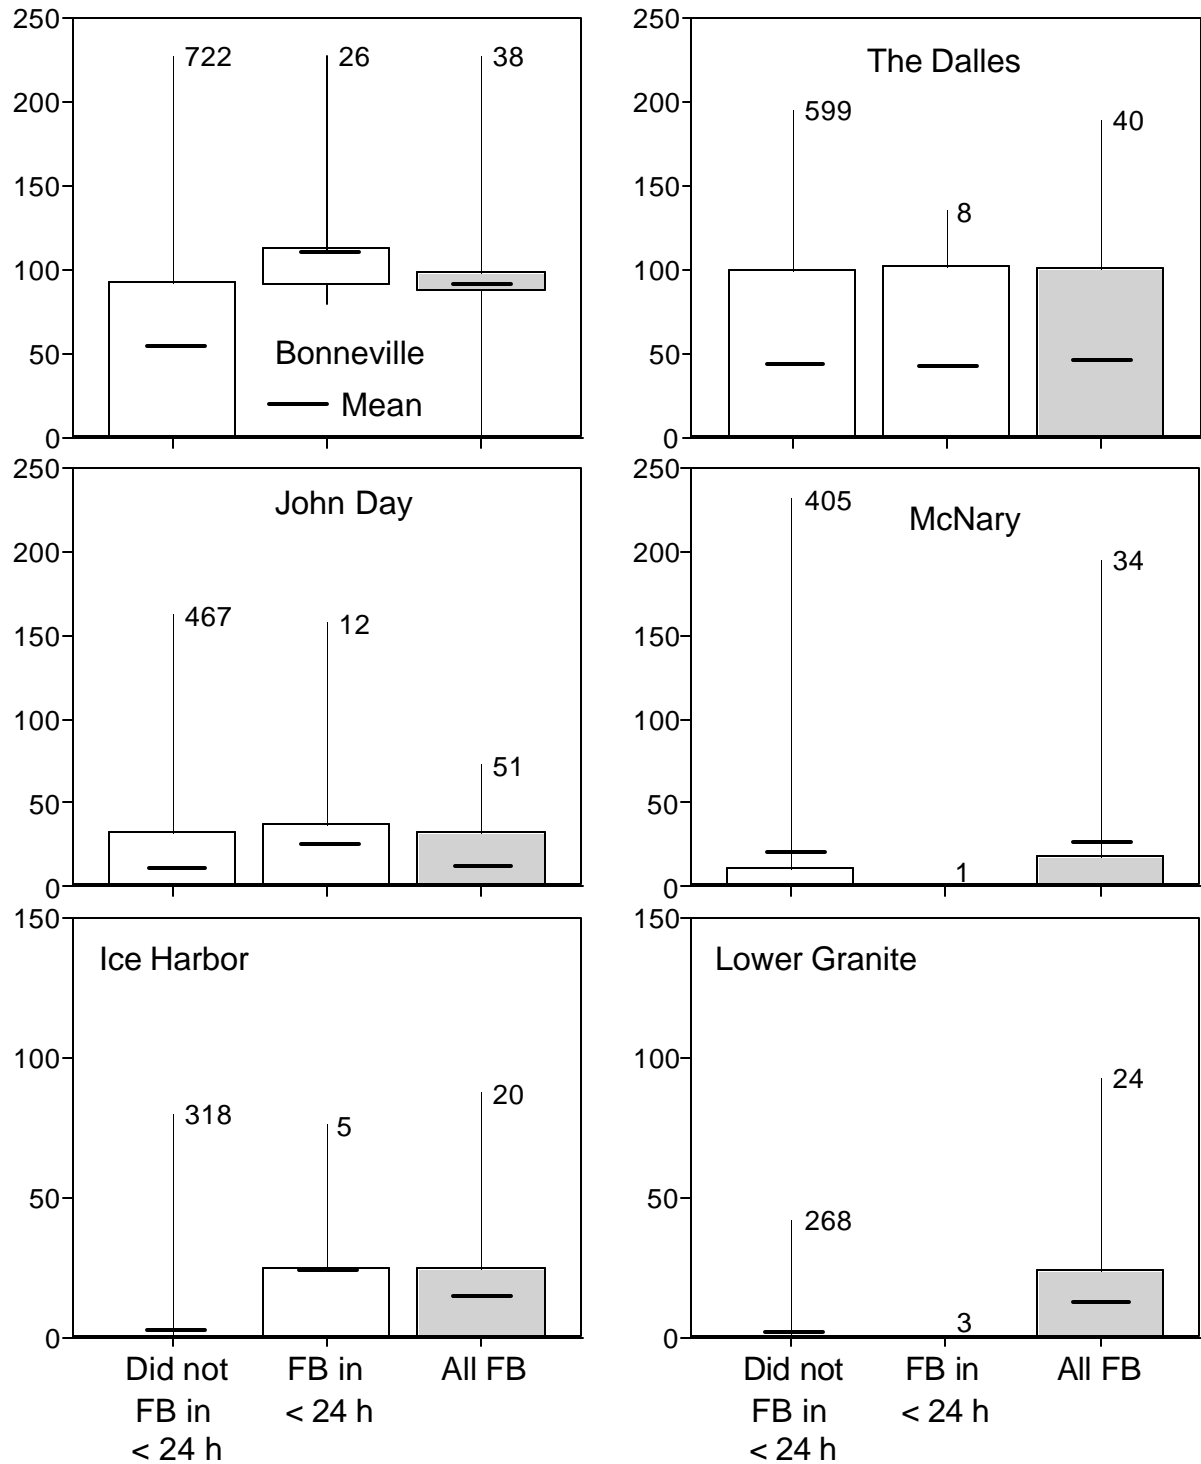 250
200
150
100
50
0
722
26
38
Bonneville
Mean
250
200
150
100
50
0
The Dalles
599
8
40
250
200
150
100
50
0
John Day
467
12
51
250
200
150
100
50
0
McNary
405
1
34
150
100
50
0
Ice Harbor
318
5
20
Did not
FB in
< 24 h
FB in
< 24 h
All FB
150
100
50
0
Lower Granite
268
3
24
Did not
FB in
< 24 h
FB in
< 24 h
All FB